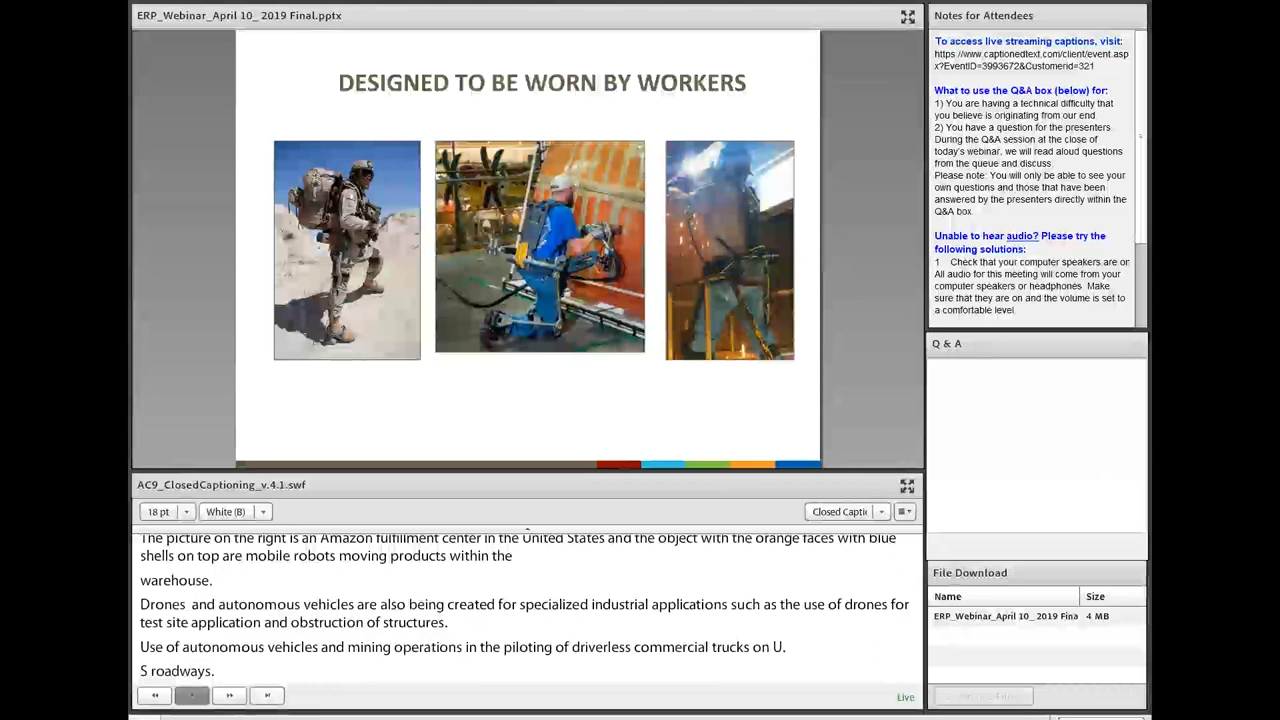 ERP_Webinar_April 10_ 2019 Final.pptx
DESIGNED TO BE WORN BY WORKERS
AC9_ClosedCaptioning_v.4.1.swf
18 pt
White (B)
Closed Captic
The picture on the right is an Amazon fulfillment center in the United States and the object with the orange faces with blue
shells on top are mobile robots moving products within the
warehouse.
Drones and autonomous vehicles are also being created for specialized industrial applications such as the use of drones for
test site application and obstruction of structures.
Use of autonomous vehicles and mining operations in the piloting of driverless commercial trucks on U.
S roadways.
Live
Notes for Attendees
To access live streaming captions, visit:
https://www.captionedtext.com/client/event.asp
x?EventID=3993672&CustomerId=321
What to use the Q&A box (below) for:
1) You are having a technical difficulty that
you believe is originating from our end
2) You have a question for the presenters.
During the Q&A session at the close of
today's webinar, we will read aloud questions
from the queue and discuss.
Please note: You will only be able to see your
own questions and those that have been
answered by the presenters directly within the
Q&A box.
Unable to hear audio? Please try the
following solutions:
1 Check that your computer speakers are on
All audio for this meeting will come from your
computer speakers or headphones. Make
sure that they are on and the volume is set to
a comfortable level.
Q & A
File Download
Name Size
ERP_Webinar_April 10_ 2019 Fina 4 MB